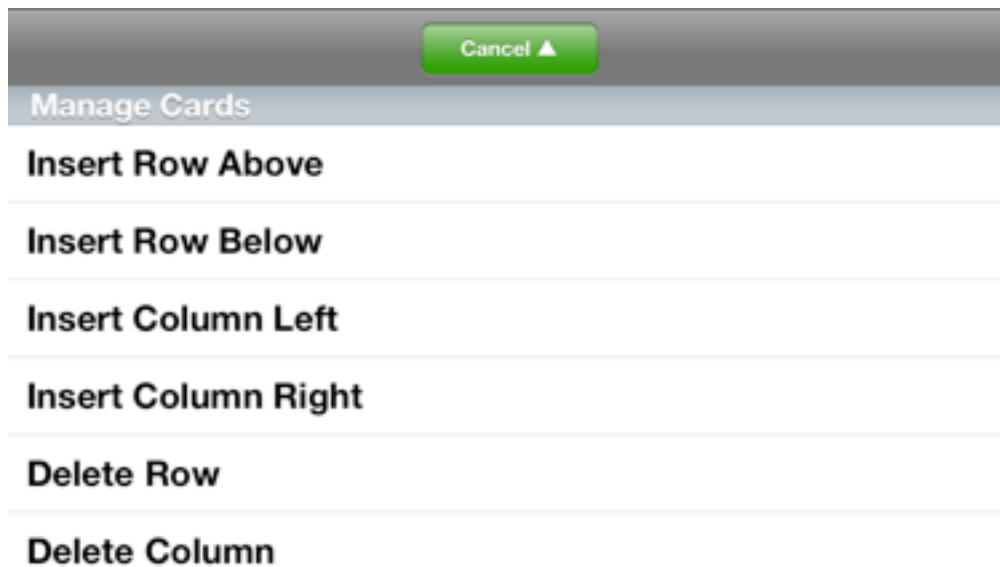 Cancel ▲
Manage Cards
Insert Row Above
Insert Row Below
Insert Column Left
Insert Column Right
Delete Row
Delete Column